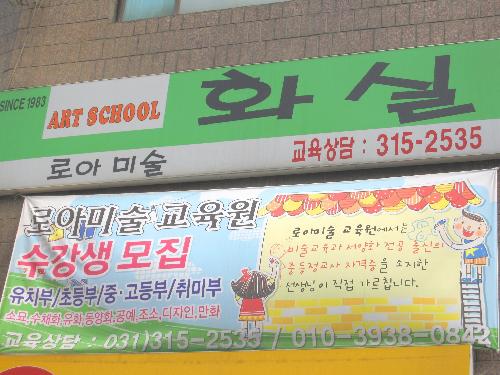 SINCE 1983
ART SCHOOL
화실
로아 미술
교육상담 : 315-2535
로아미술 교육원
수강생 모집
유치부/초등부/중·고등부/취미부
소묘,수채화,유화,동양화,공예,조소,디자인,만화
교육상담 : 031)315-2535 / 010-3938-0842
로아미술 교육원에서는
미술교육과 서양화 전공 출신의
중등정교사 자격증을 소지한
선생님이 직접 가르칩니다.